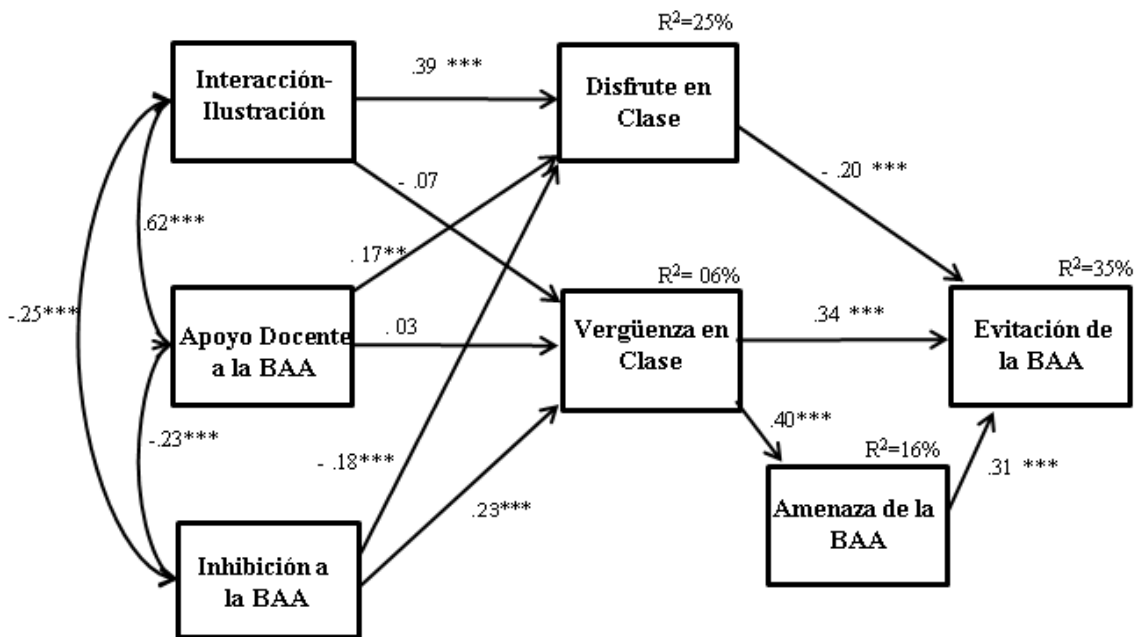 R²=25%
Interacción-
Ilustración
.39 ***
Disfrute en
Clase
- .07
- .20 ***
.62***
. 17**
R²= 06%
R²=35%
-.25***
Apoyo Docente
a la BAA
. 03
Vergüenza en
Clase
.34 ***
Evitación de
la BAA
-.23***
.40***
- .18***
R²=16%
.31 ***
.23***
Amenaza de la
BAA
Inhibición a
la BAA